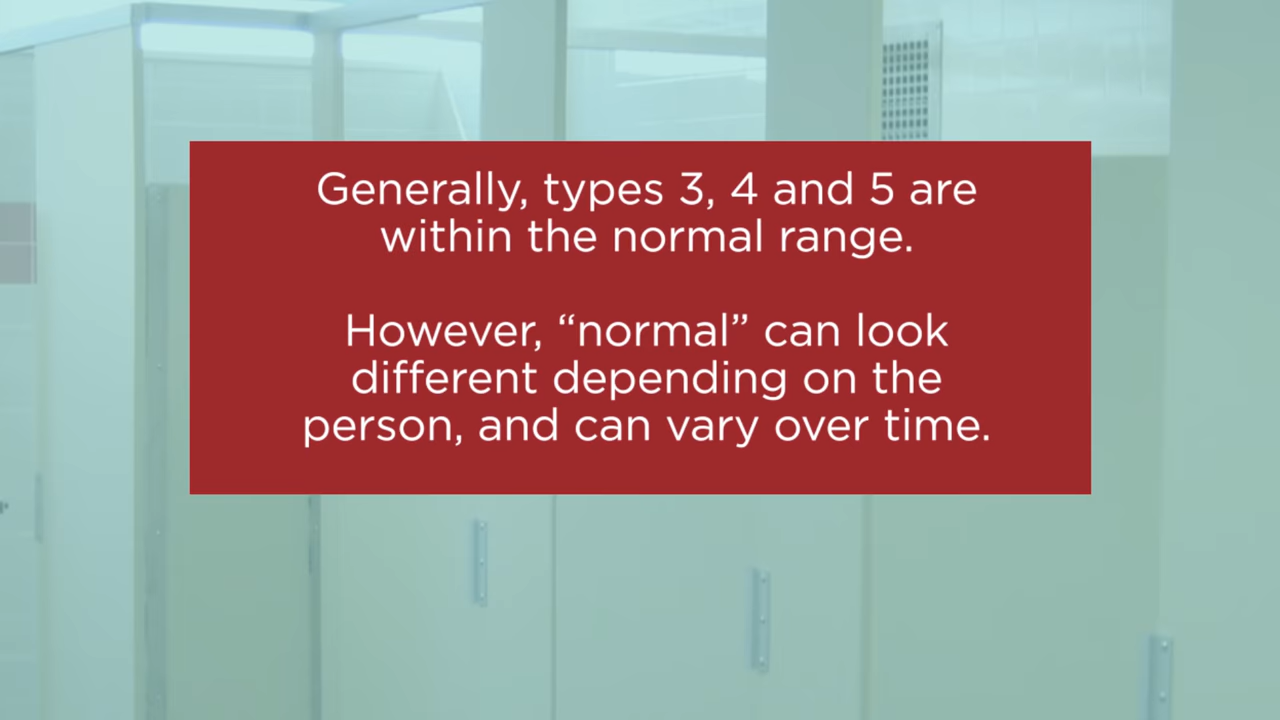 Generally, types 3, 4 and 5 are
within the normal range.
However, “normal” can look
different depending on the
person, and can vary over time.